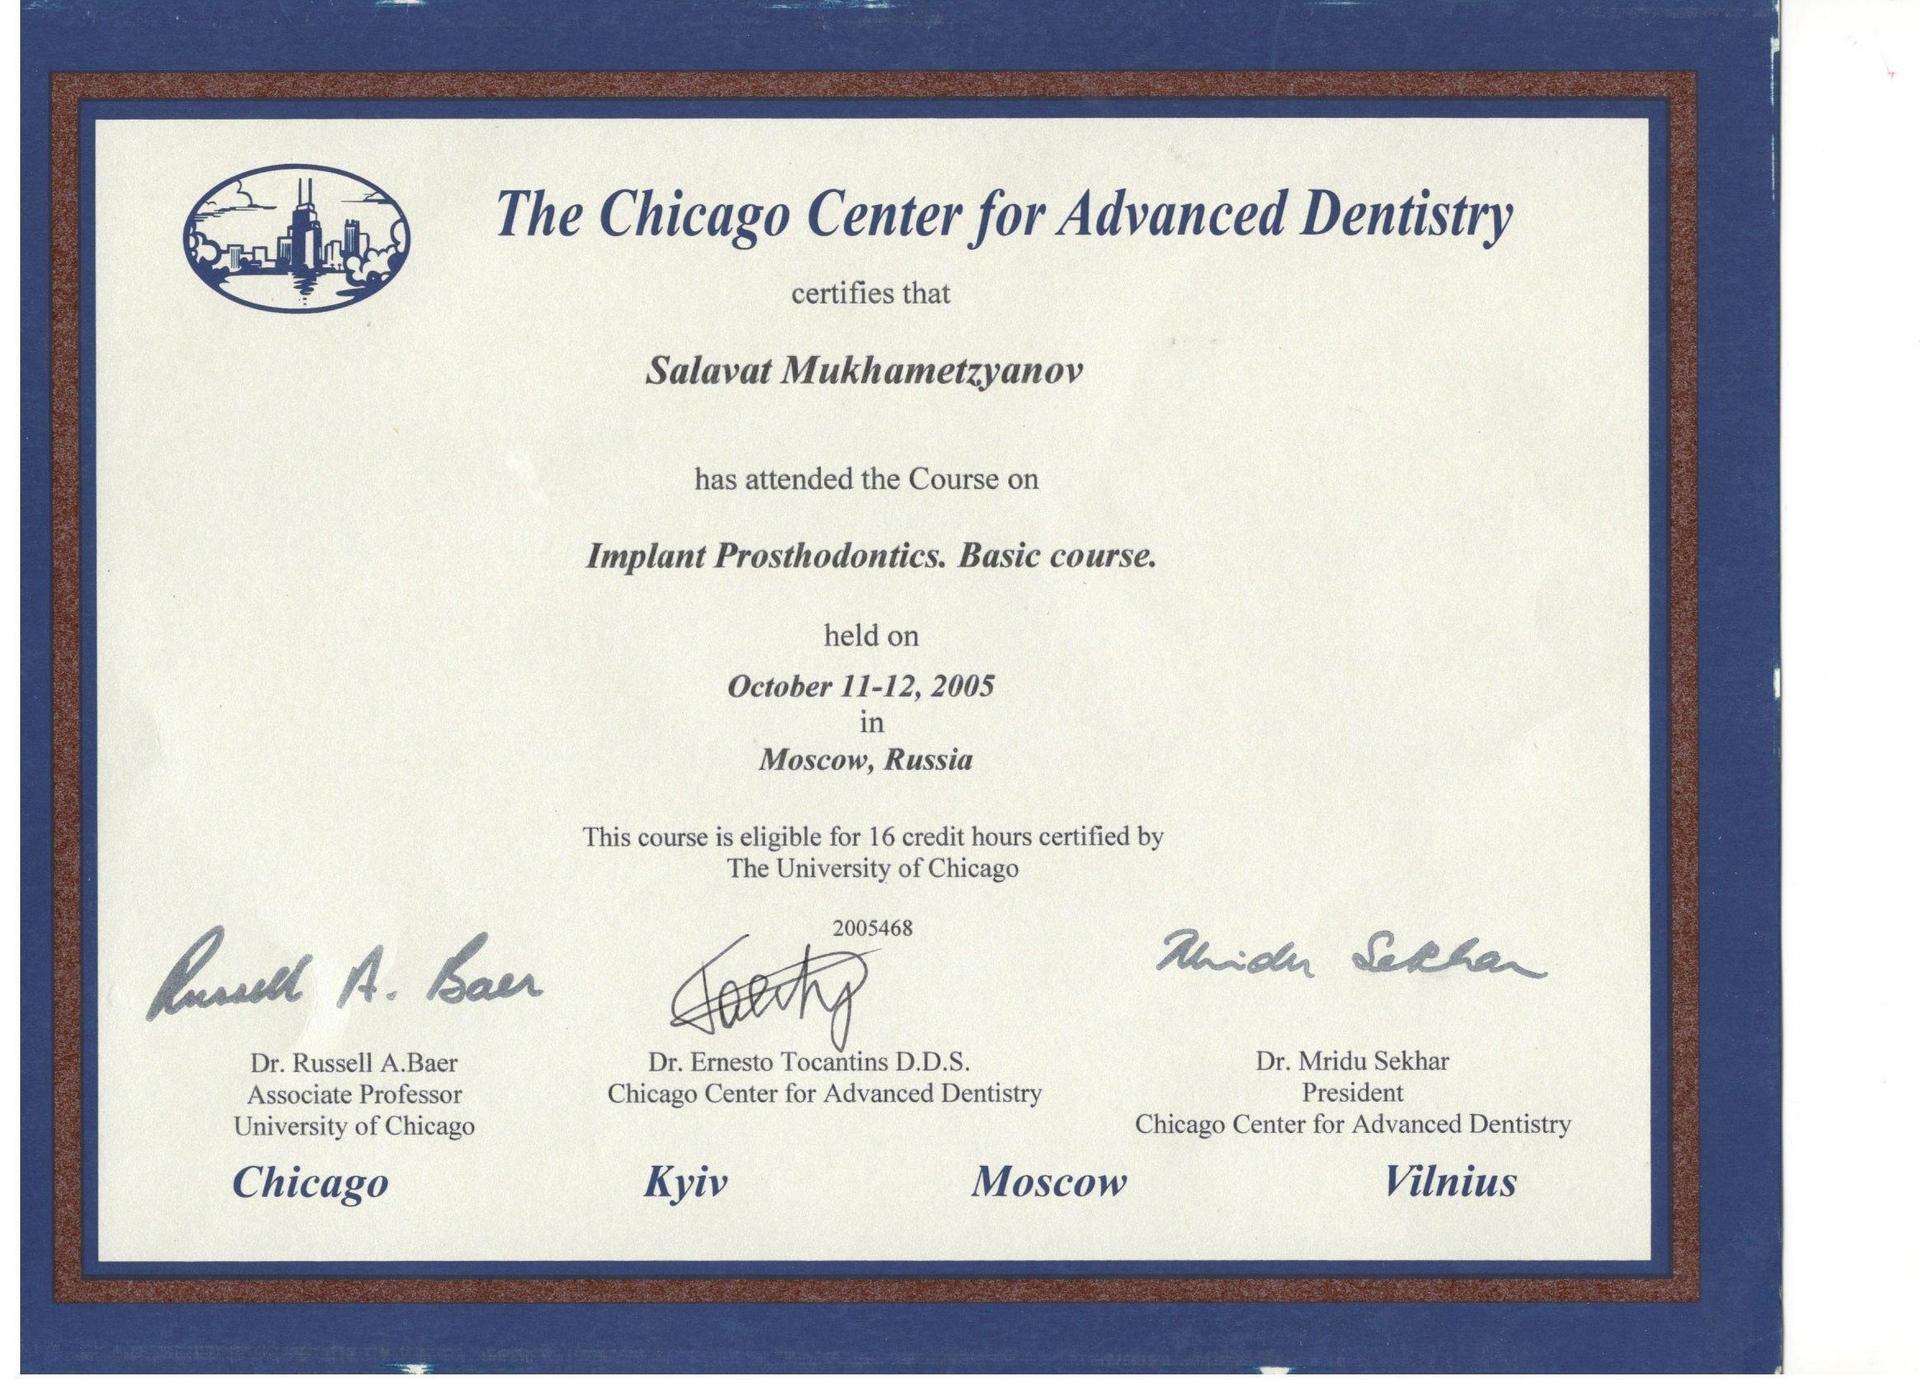 The Chicago Center for Advanced Dentistry
certifies that
Salavat Mukhametzyanov
has attended the Course on
Implant Prosthodontics. Basic course.
held on
October 11-12, 2005
in
Moscow, Russia
This course is eligible for 16 credit hours certified by
The University of Chicago
2005468
Russell A. Baer
Mridu Sekhar
Dr. Russell A.Baer
Associate Professor
University of Chicago
Dr. Ernesto Tocantins D.D.S.
Chicago Center for Advanced Dentistry
Dr. Mridu Sekhar
President
Chicago Center for Advanced Dentistry
Chicago Kyiv Moscow Vilnius